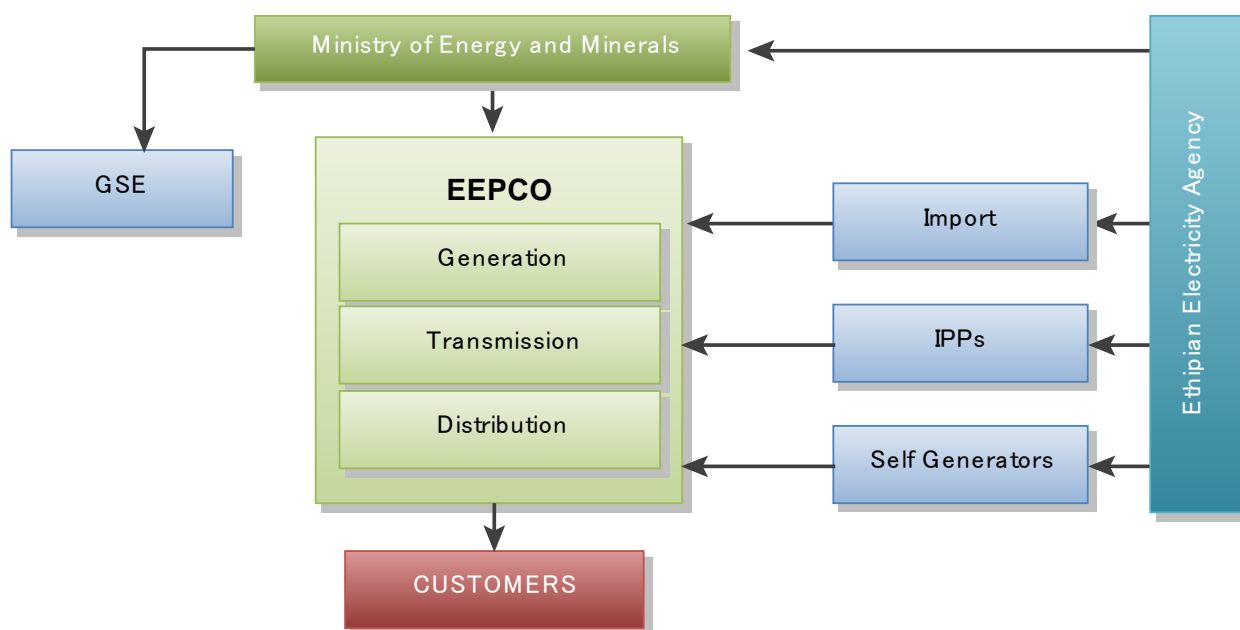 Ministry of Energy and Minerals
GSE
EEPCO
Generation
Transmission
Distribution
Import
IPPs
Self Generators
Ethipian Electricity Agency
CUSTOMERS